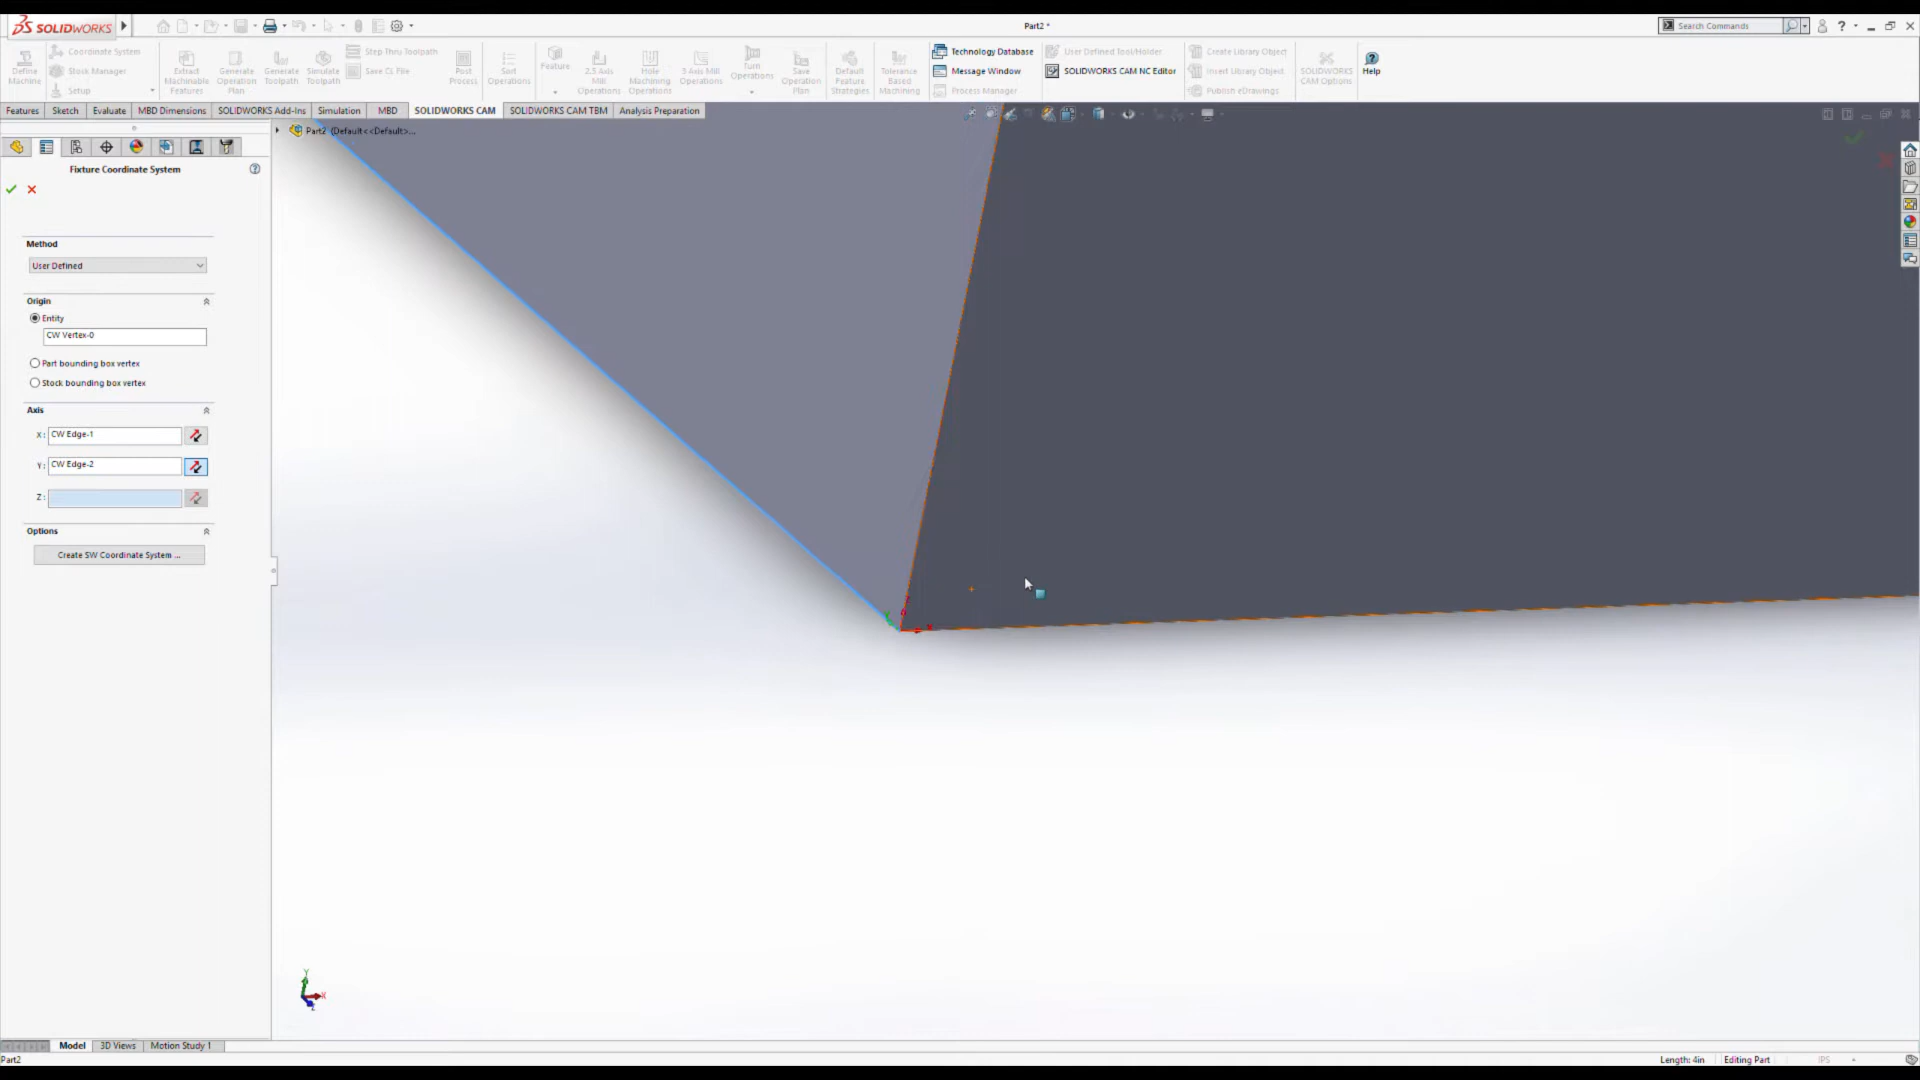 SOLIDWORKS
Part2 *
Search Commands
Define Machine
Coordinate System
Stock Manager
Setup
Extract Machinable Features
Generate Operation Plan
Generate Toolpath
Simulate Toolpath
Step Thru Toolpath
Save CL File
Post Process
Sort Operations
Feature
2.5 Axis Mill Operations
Hole Machining Operations
3 Axis Mill Operations
Turn Operations
Save Operation Plan
Default Feature Strategies
Tolerance Based Machining
Technology Database
Message Window
Process Manager
User Defined Tool/Holder
SOLIDWORKS CAM NC Editor
Create Library Object
Insert Library Object
Publish eDrawings
SOLIDWORKS CAM Options
Help
Features
Sketch
Evaluate
MBD Dimensions
SOLIDWORKS Add-Ins
Simulation
MBD
SOLIDWORKS CAM
SOLIDWORKS CAM TBM
Analysis Preparation
Part2 (Default<<Default>...
Fixture Coordinate System
Method
User Defined
Origin
Entity
CW Vertex-0
Part bounding box vertex
Stock bounding box vertex
Axis
X: CW Edge-1
Y: CW Edge-2
Z:
Options
Create SW Coordinate System ...
Y
X
Z
Model
3D Views
Motion Study 1
Part2
Length: 4in
Editing Part
IPS